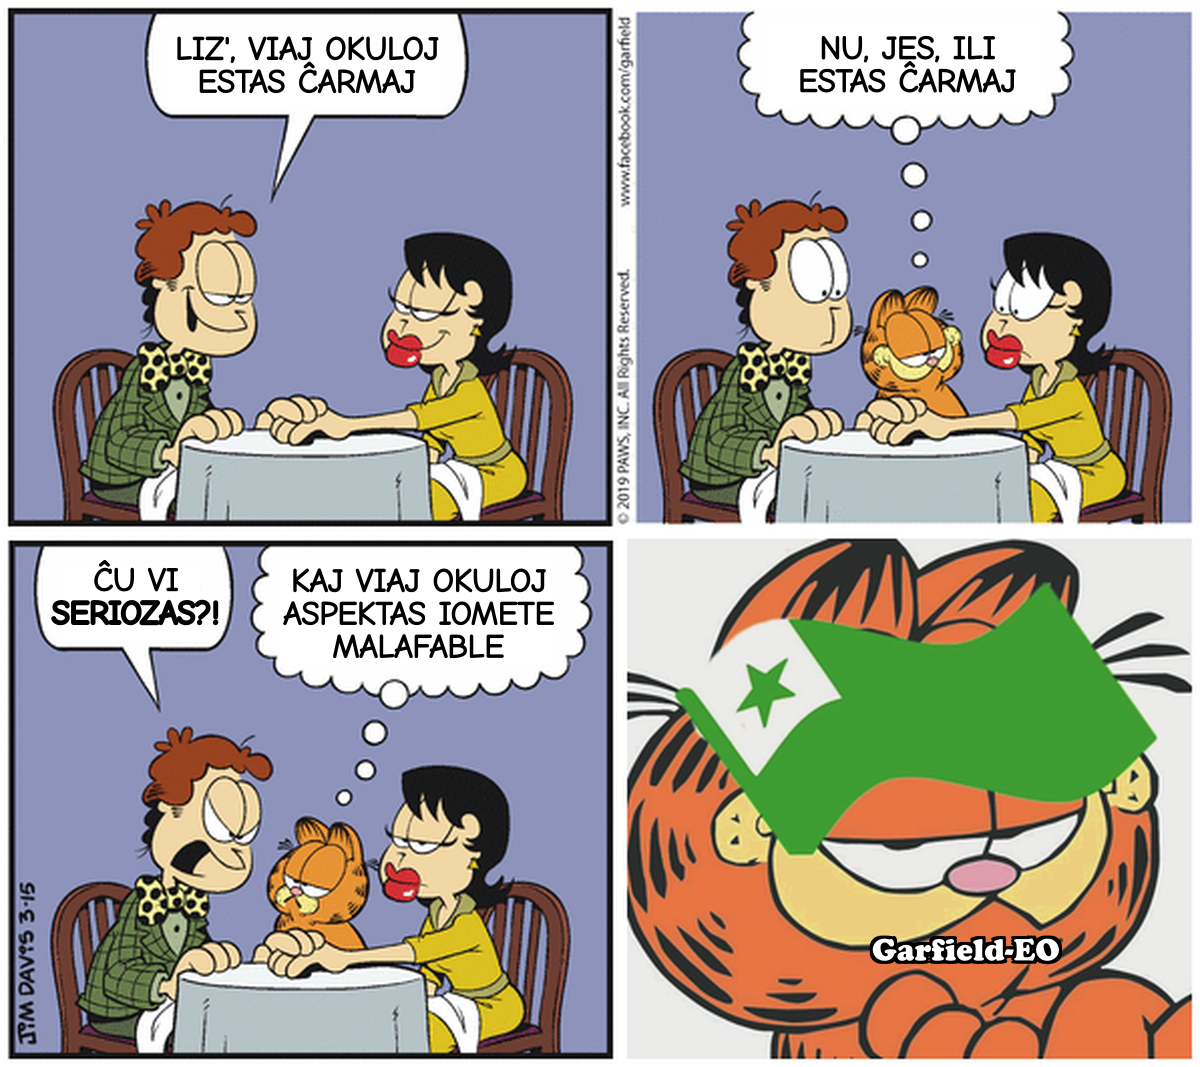 LIZ', VIAJ OKULOJ
ESTAS ĈARMAJ
NU, JES, ILI
ESTAS ĈARMAJ
www.facebook.com/garfield
© 2019 PAWS, INC. All Rights Reserved.
ĈU VI
SERIOZAS?!
KAJ VIAJ OKULOJ
ASPEKTAS IOMETE
MALAFABLE
JIM DAVIS 3·15
Garfield-EO